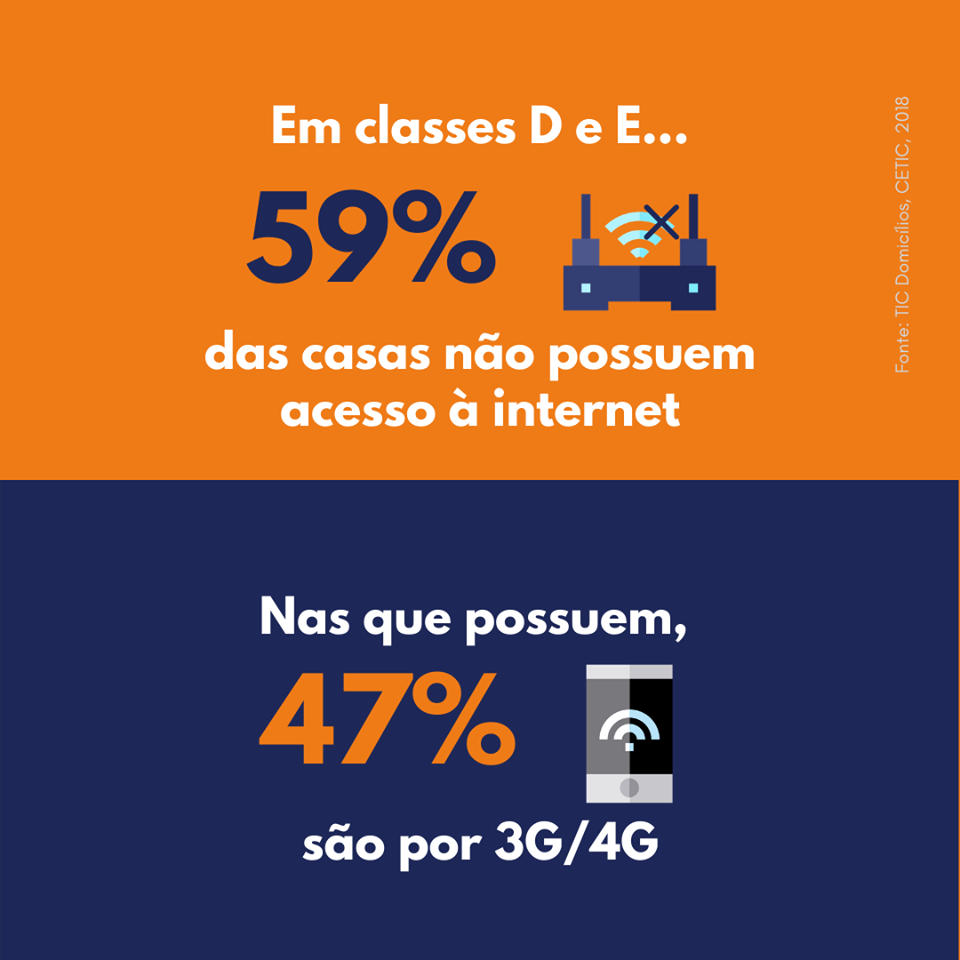 Em classes D e E...
59%
das casas não possuem
acesso à internet
Fonte: TIC Domicílios, CETIC, 2018
Nas que possuem,
47%
são por 3G/4G